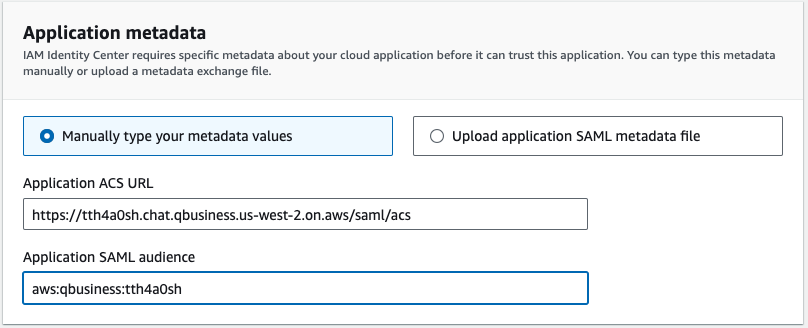 Application metadata
IAM Identity Center requires specific metadata about your cloud application before it can trust this application. You can type this metadata
manually or upload a metadata exchange file.
Manually type your metadata values
Upload application SAML metadata file
Application ACS URL
https://tth4a0sh.chat.qbusiness.us-west-2.on.aws/saml/acs
Application SAML audience
aws:qbusiness:tth4a0sh